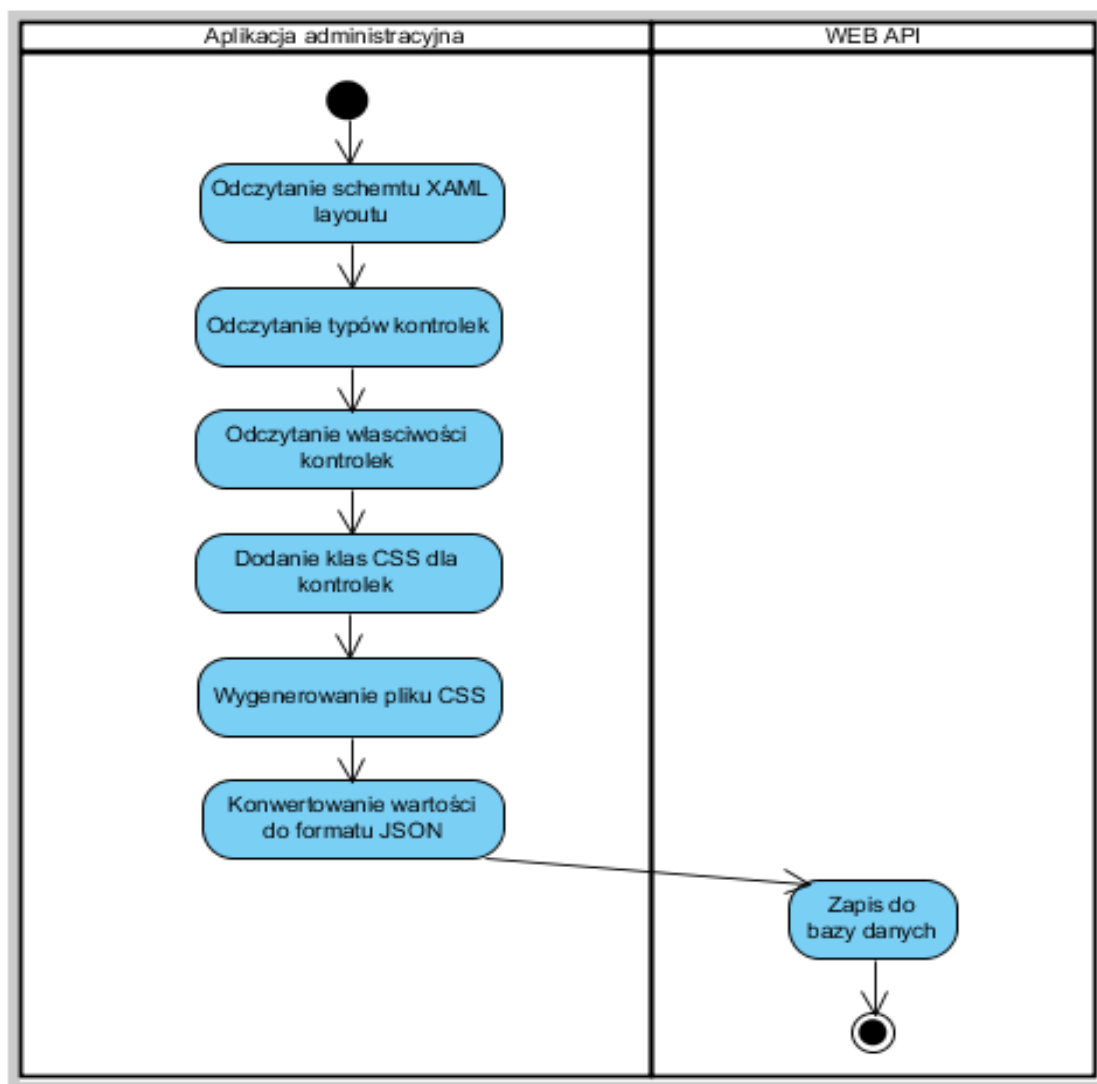 Aplikacja administracyjna
WEB API
Odczytanie schemtu XAML
layoutu
Odczytanie typów kontrolek
Odczytanie własciwości
kontrolek
Dodanie klas CSS dla
kontrolek
Wygenerowanie pliku CSS
Konwertowanie wartości
do formatu JSON
Zapis do
bazy danych